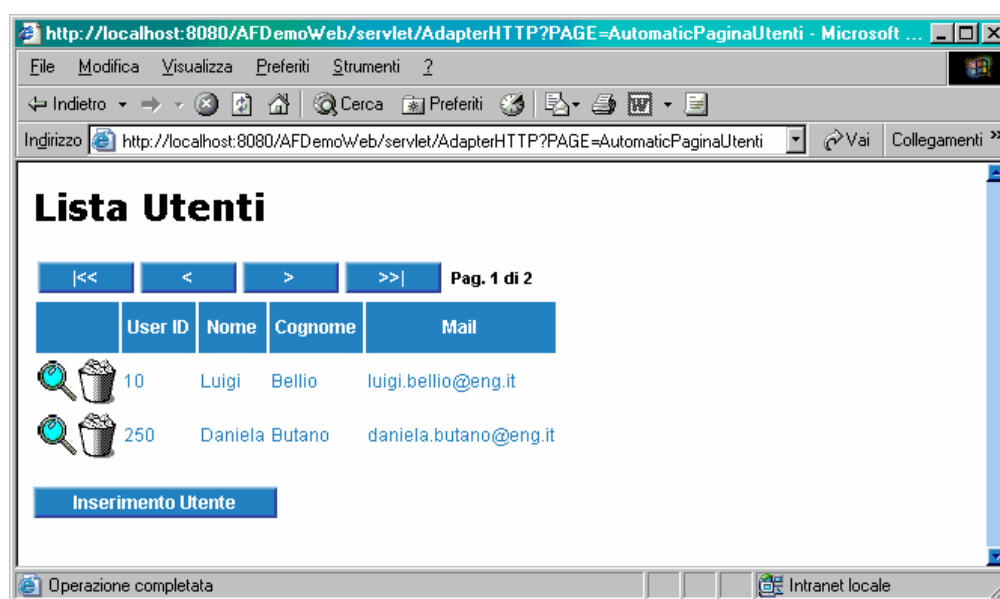 http://localhost:8080/AFDemoWeb/servlet/AdapterHTTP?PAGE=AutomaticPaginaUtenti - Microsoft ...
File Modifica Visualizza Preferiti Strumenti ?
Indietro Cerca Preferiti
Indirizzo http://localhost:8080/AFDemoWeb/servlet/AdapterHTTP?PAGE=AutomaticPaginaUtenti Vai Collegamenti »
Lista Utenti
|<< < > >>| Pag. 1 di 2
User ID Nome Cognome Mail
10 Luigi Bellio luigi.bellio@eng.it
250 Daniela Butano daniela.butano@eng.it
Inserimento Utente
Operazione completata Intranet locale